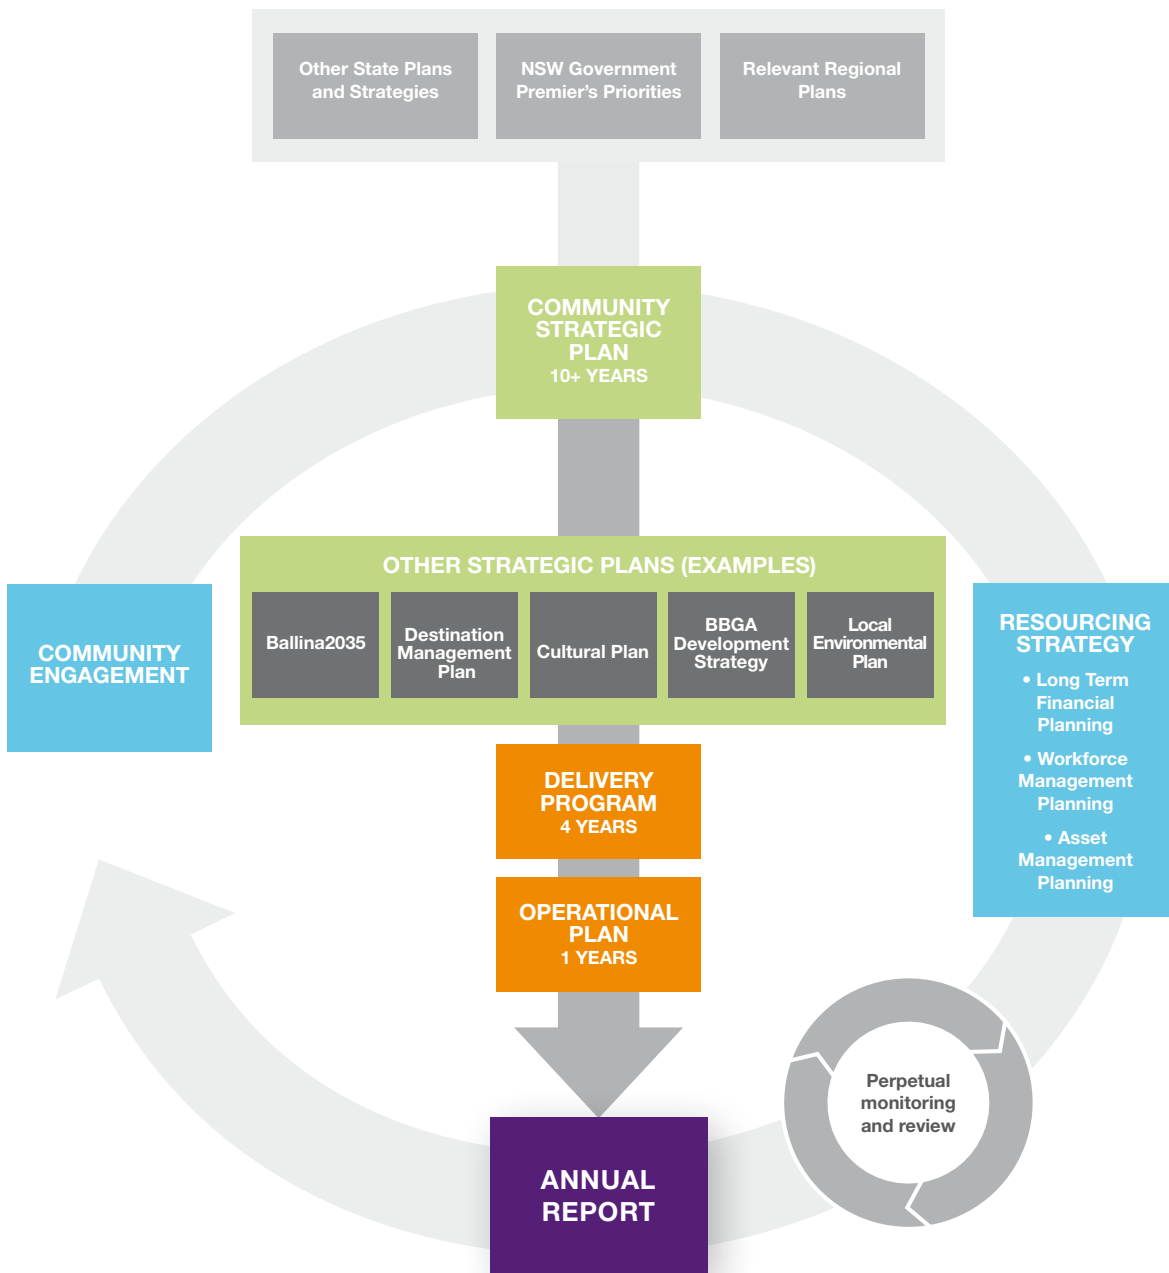 Other State Plans
and Strategies
NSW Government
Premier’s Priorities
Relevant Regional
Plans
COMMUNITY
STRATEGIC
PLAN
10+ YEARS
OTHER STRATEGIC PLANS (EXAMPLES)
Ballina2035
Destination
Management
Plan
Cultural Plan
BBGA
Development
Strategy
Local
Environmental
Plan
COMMUNITY
ENGAGEMENT
RESOURCING
STRATEGY
• Long Term
Financial
Planning
• Workforce
Management
Planning
• Asset
Management
Planning
DELIVERY
PROGRAM
4 YEARS
OPERATIONAL
PLAN
1 YEARS
Perpetual
monitoring
and review
ANNUAL
REPORT